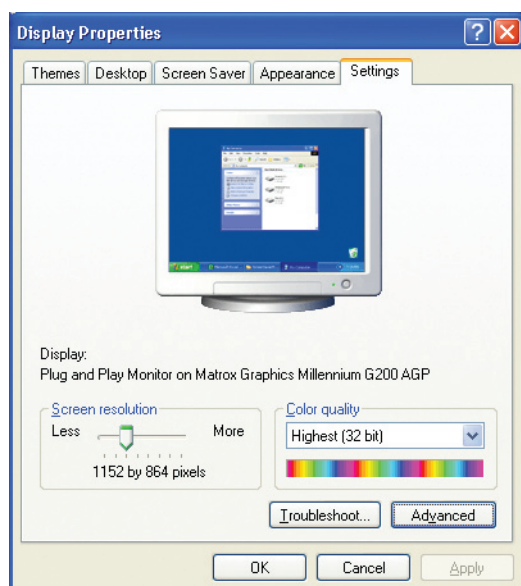 Display Properties
Themes Desktop Screen Saver Appearance Settings
Display:
Plug and Play Monitor on Matrox Graphics Millennium G200 AGP
Screen resolution
Less More
1152 by 864 pixels
Color quality
Highest (32 bit)
Troubleshoot... Advanced
OK Cancel Apply